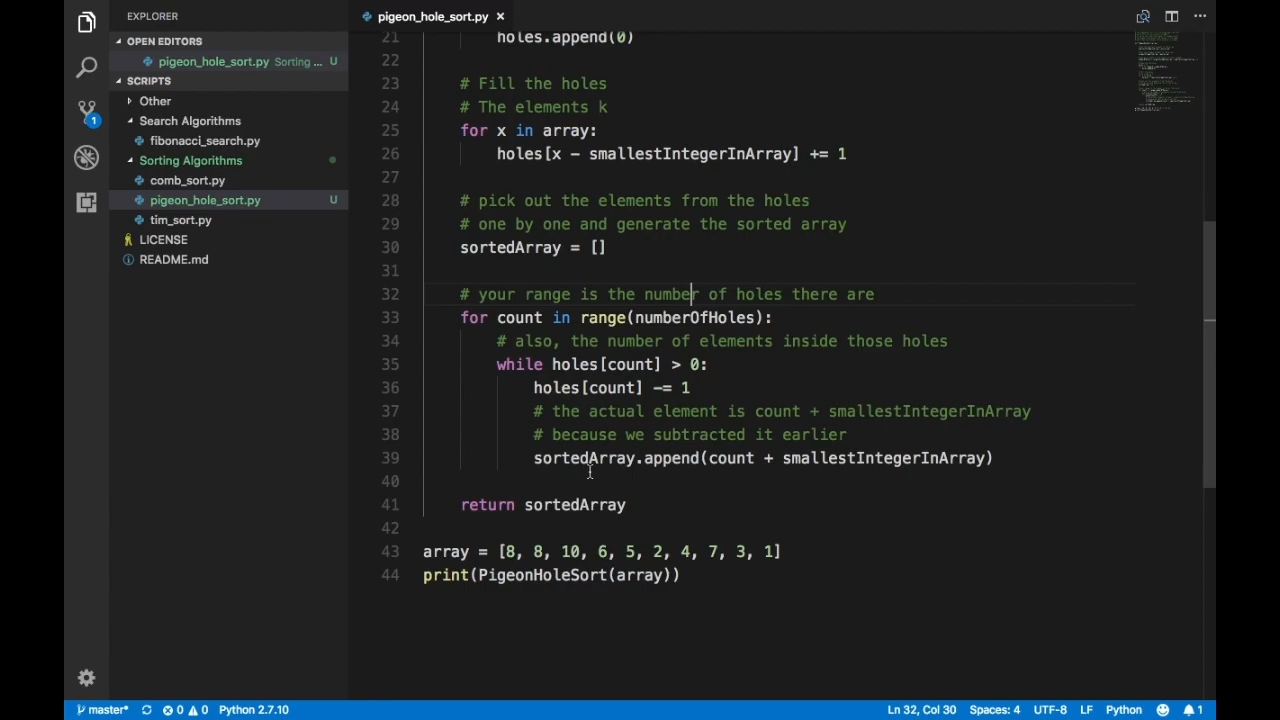 EXPLORER
OPEN EDITORS
pigeon_hole_sort.py Sorting ... U
SCRIPTS
Other
Search Algorithms
fibonacci_search.py
Sorting Algorithms
comb_sort.py
pigeon_hole_sort.py U
tim_sort.py
LICENSE
README.md
1
pigeon_hole_sort.py
21 holes.append(0)
22
23 # Fill the holes
24 # The elements k
25 for x in array:
26 holes[x - smallestIntegerInArray] += 1
27
28 # pick out the elements from the holes
29 # one by one and generate the sorted array
30 sortedArray = []
31
32 # your range is the number of holes there are
33 for count in range(numberOfHoles):
34 # also, the number of elements inside those holes
35 while holes[count] > 0:
36 holes[count] -= 1
37 # the actual element is count + smallestIntegerInArray
38 # because we subtracted it earlier
39 sortedArray.append(count + smallestIntegerInArray)
40
41 return sortedArray
42
43 array = [8, 8, 10, 6, 5, 2, 4, 7, 3, 1]
44 print(PigeonHoleSort(array))
master* 0 0 Python 2.7.10 Ln 32, Col 30 Spaces: 4 UTF-8 LF Python 1